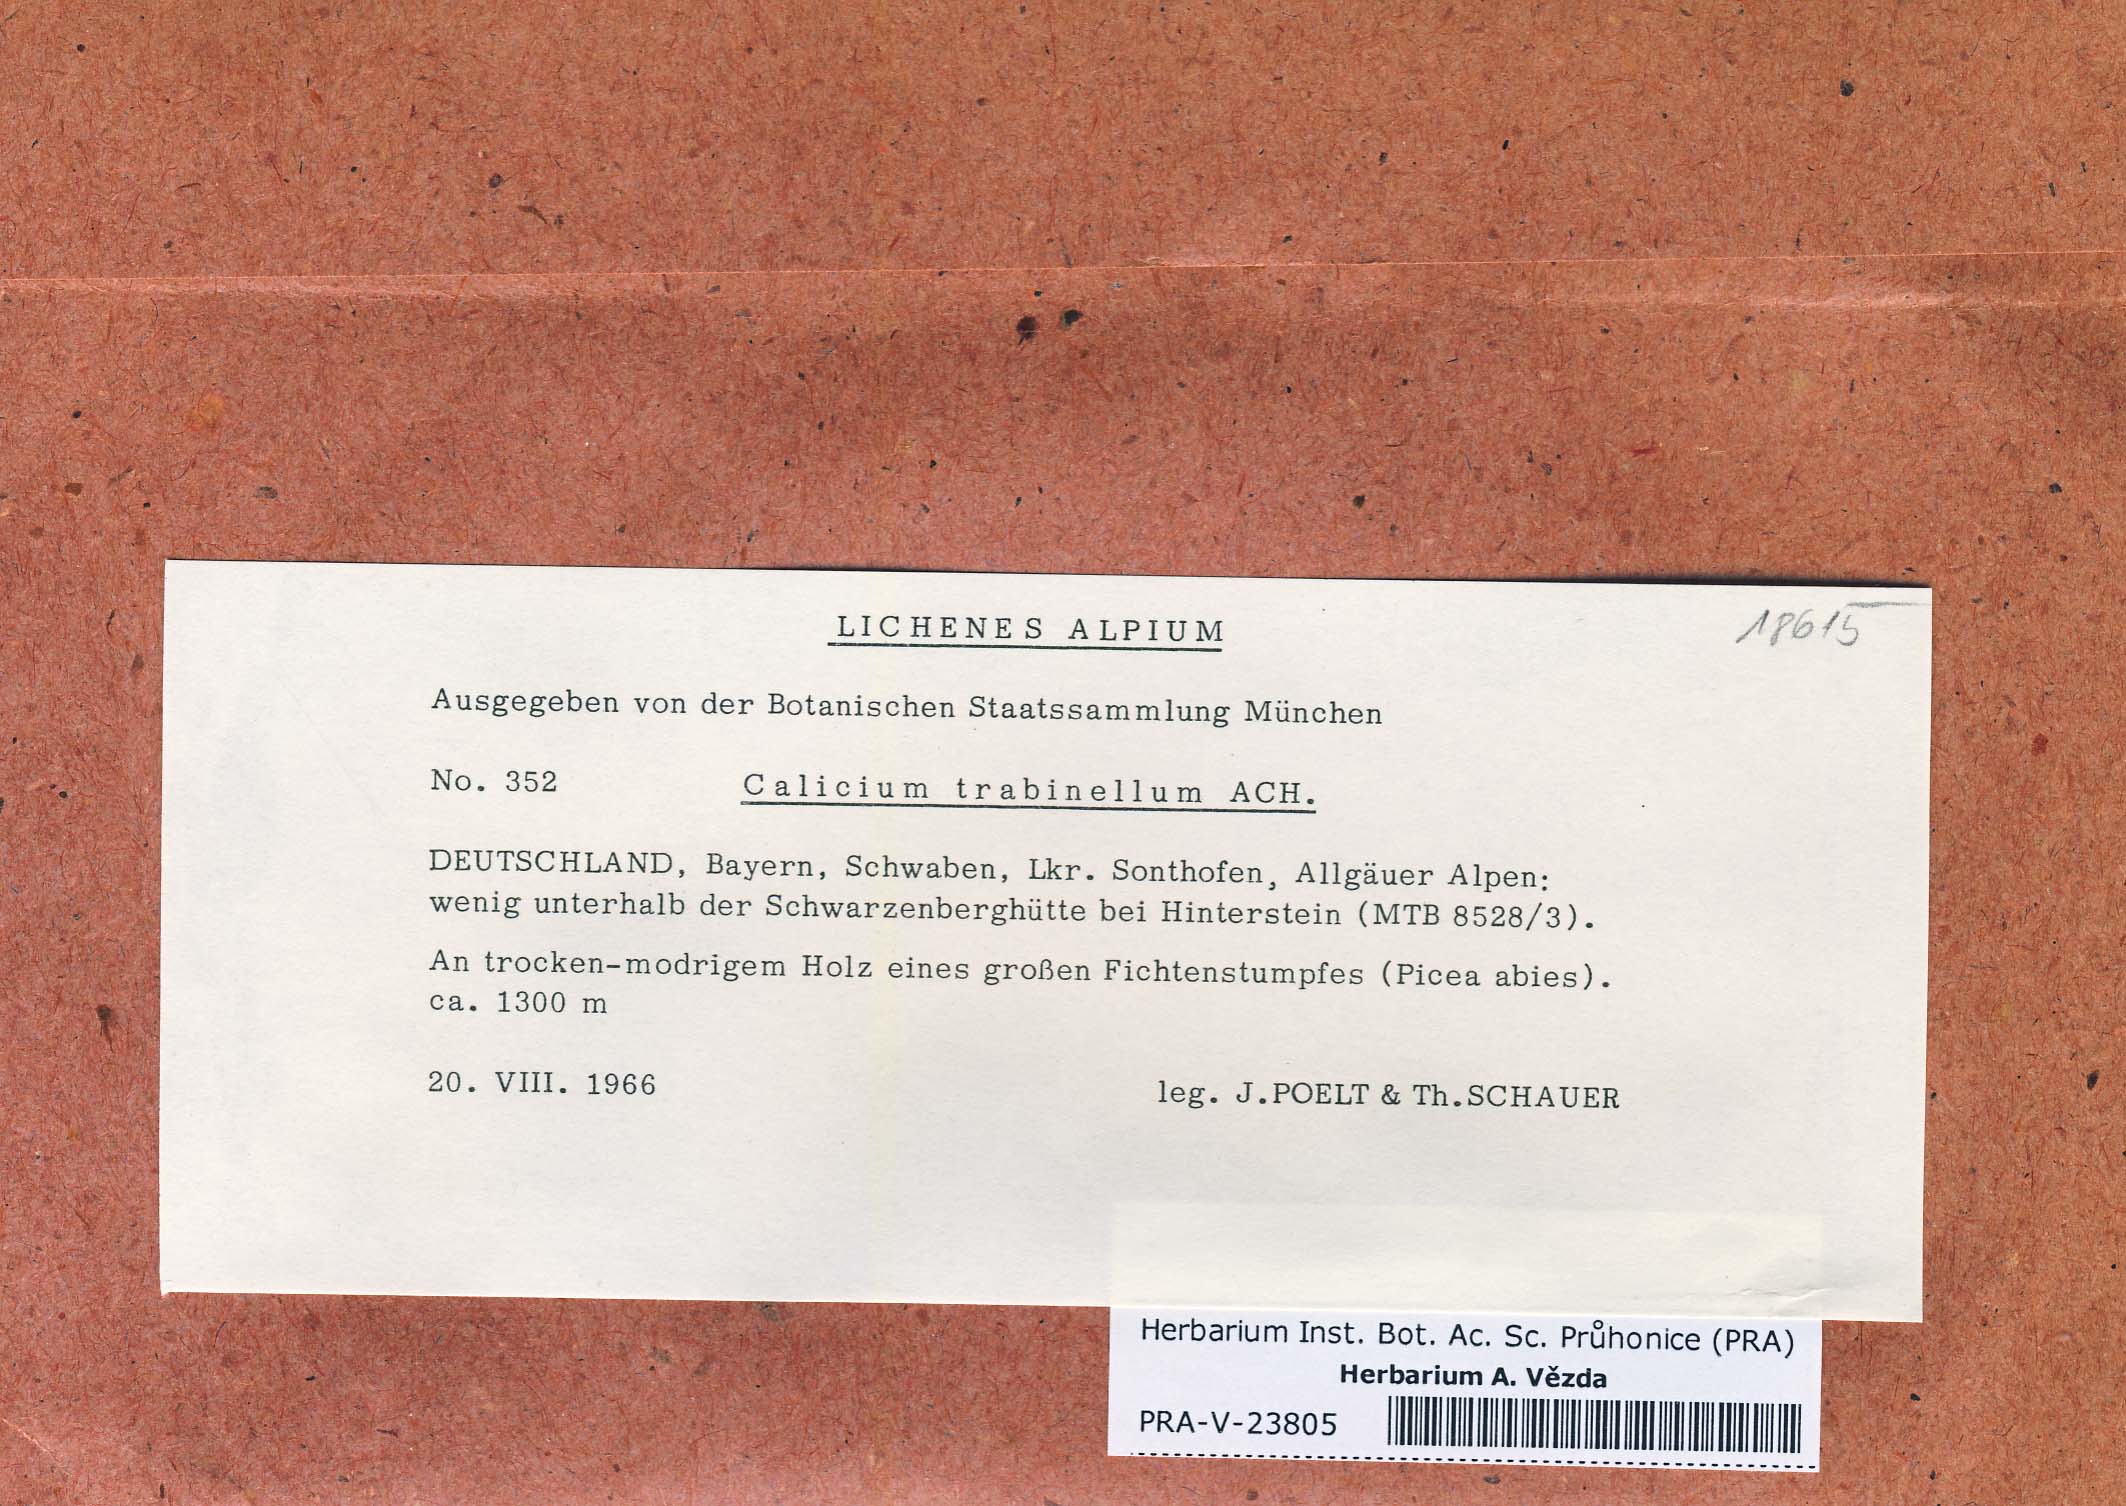 LICHENES ALPIUM
18615
Ausgegeben von der Botanischen Staatssammlung München
No. 352 Calicium trabinellum ACH.
DEUTSCHLAND, Bayern, Schwaben, Lkr. Sonthofen, Allgäuer Alpen:
wenig unterhalb der Schwarzenberghütte bei Hinterstein (MTB 8528/3).
An trocken-modrigem Holz eines großen Fichtenstumpfes (Picea abies).
ca. 1300 m
20. VIII. 1966 leg. J.POELT & Th.SCHAUER
Herbarium Inst. Bot. Ac. Sc. Průhonice (PRA)
Herbarium A. Vězda
PRA-V-23805